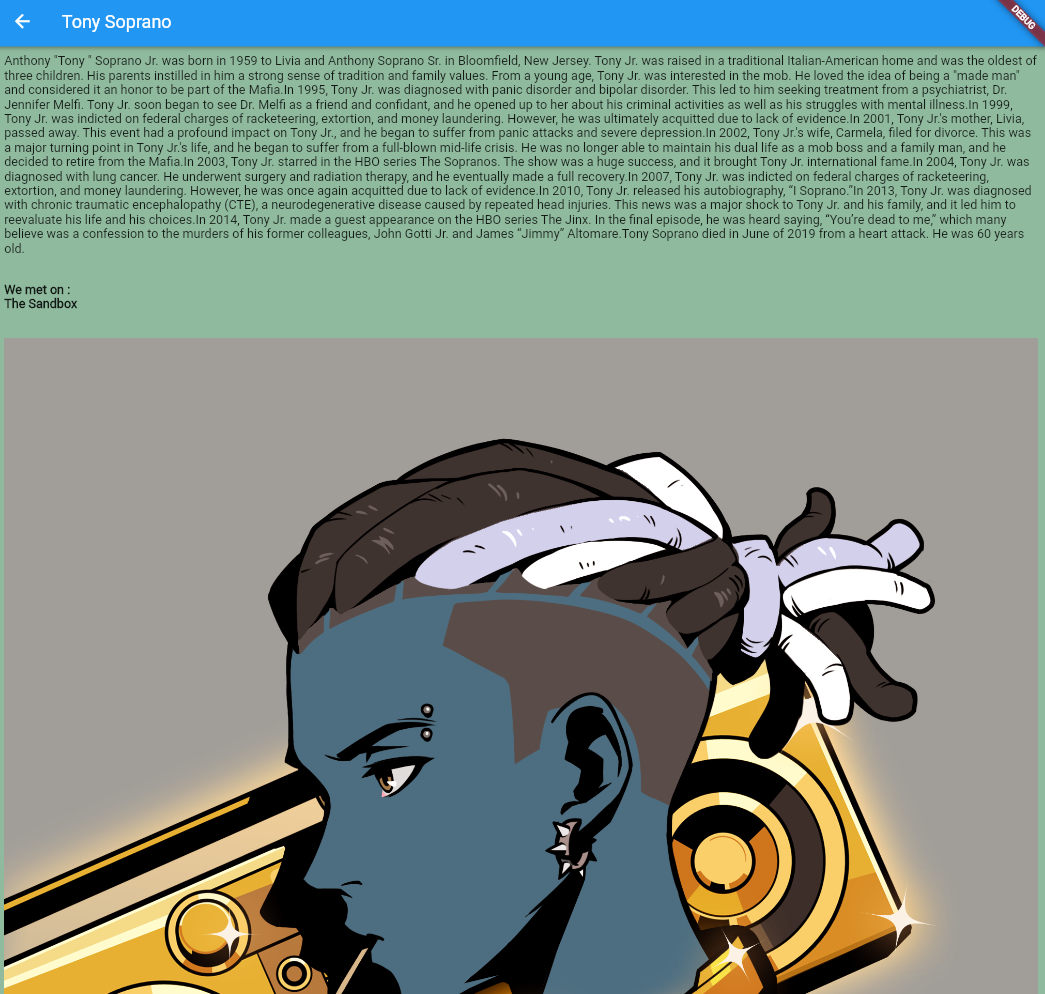 Tony Soprano
DEBUG
Anthony "Tony " Soprano Jr. was born in 1959 to Livia and Anthony Soprano Sr. in Bloomfield, New Jersey. Tony Jr. was raised in a traditional Italian-American home and was the oldest of
three children. His parents instilled in him a strong sense of tradition and family values. From a young age, Tony Jr. was interested in the mob. He loved the idea of being a "made man"
and considered it an honor to be part of the Mafia.In 1995, Tony Jr. was diagnosed with panic disorder and bipolar disorder. This led to him seeking treatment from a psychiatrist, Dr.
Jennifer Melfi. Tony Jr. soon began to see Dr. Melfi as a friend and confidant, and he opened up to her about his criminal activities as well as his struggles with mental illness.In 1999,
Tony Jr. was indicted on federal charges of racketeering, extortion, and money laundering. However, he was ultimately acquitted due to lack of evidence.In 2001, Tony Jr.'s mother, Livia,
passed away. This event had a profound impact on Tony Jr., and he began to suffer from panic attacks and severe depression.In 2002, Tony Jr.'s wife, Carmela, filed for divorce. This was
a major turning point in Tony Jr.'s life, and he began to suffer from a full-blown mid-life crisis. He was no longer able to maintain his dual life as a mob boss and a family man, and he
decided to retire from the Mafia.In 2003, Tony Jr. starred in the HBO series The Sopranos. The show was a huge success, and it brought Tony Jr. international fame.In 2004, Tony Jr. was
diagnosed with lung cancer. He underwent surgery and radiation therapy, and he eventually made a full recovery.In 2007, Tony Jr. was indicted on federal charges of racketeering,
extortion, and money laundering. However, he was once again acquitted due to lack of evidence.In 2010, Tony Jr. released his autobiography, “I Soprano.”In 2013, Tony Jr. was diagnosed
with chronic traumatic encephalopathy (CTE), a neurodegenerative disease caused by repeated head injuries. This news was a major shock to Tony Jr. and his family, and it led him to
reevaluate his life and his choices.In 2014, Tony Jr. made a guest appearance on the HBO series The Jinx. In the final episode, he was heard saying, “You’re dead to me,” which many
believe was a confession to the murders of his former colleagues, John Gotti Jr. and James “Jimmy” Altomare.Tony Soprano died in June of 2019 from a heart attack. He was 60 years
old.
We met on :
The Sandbox